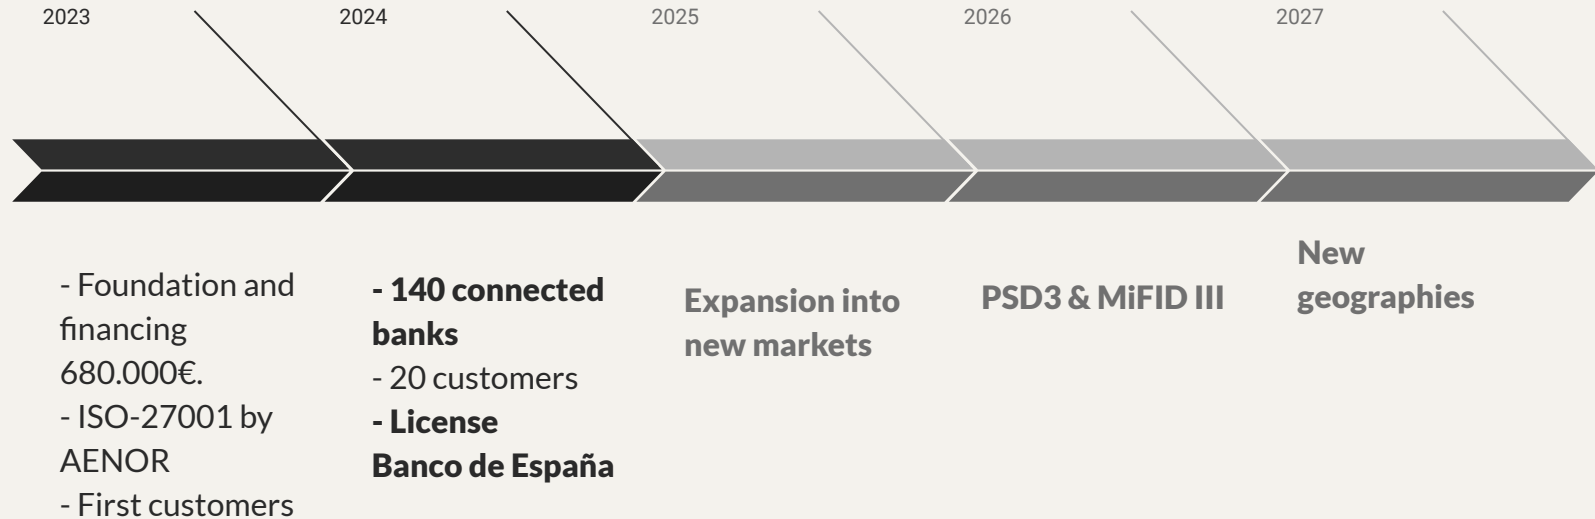 2023
2024
2025
2026
2027
- Foundation and
financing
680.000€.
- ISO-27001 by
AENOR
- First customers
- 140 connected
banks
- 20 customers
- License
Banco de España
Expansion into
new markets
PSD3 & MiFID III
New
geographies